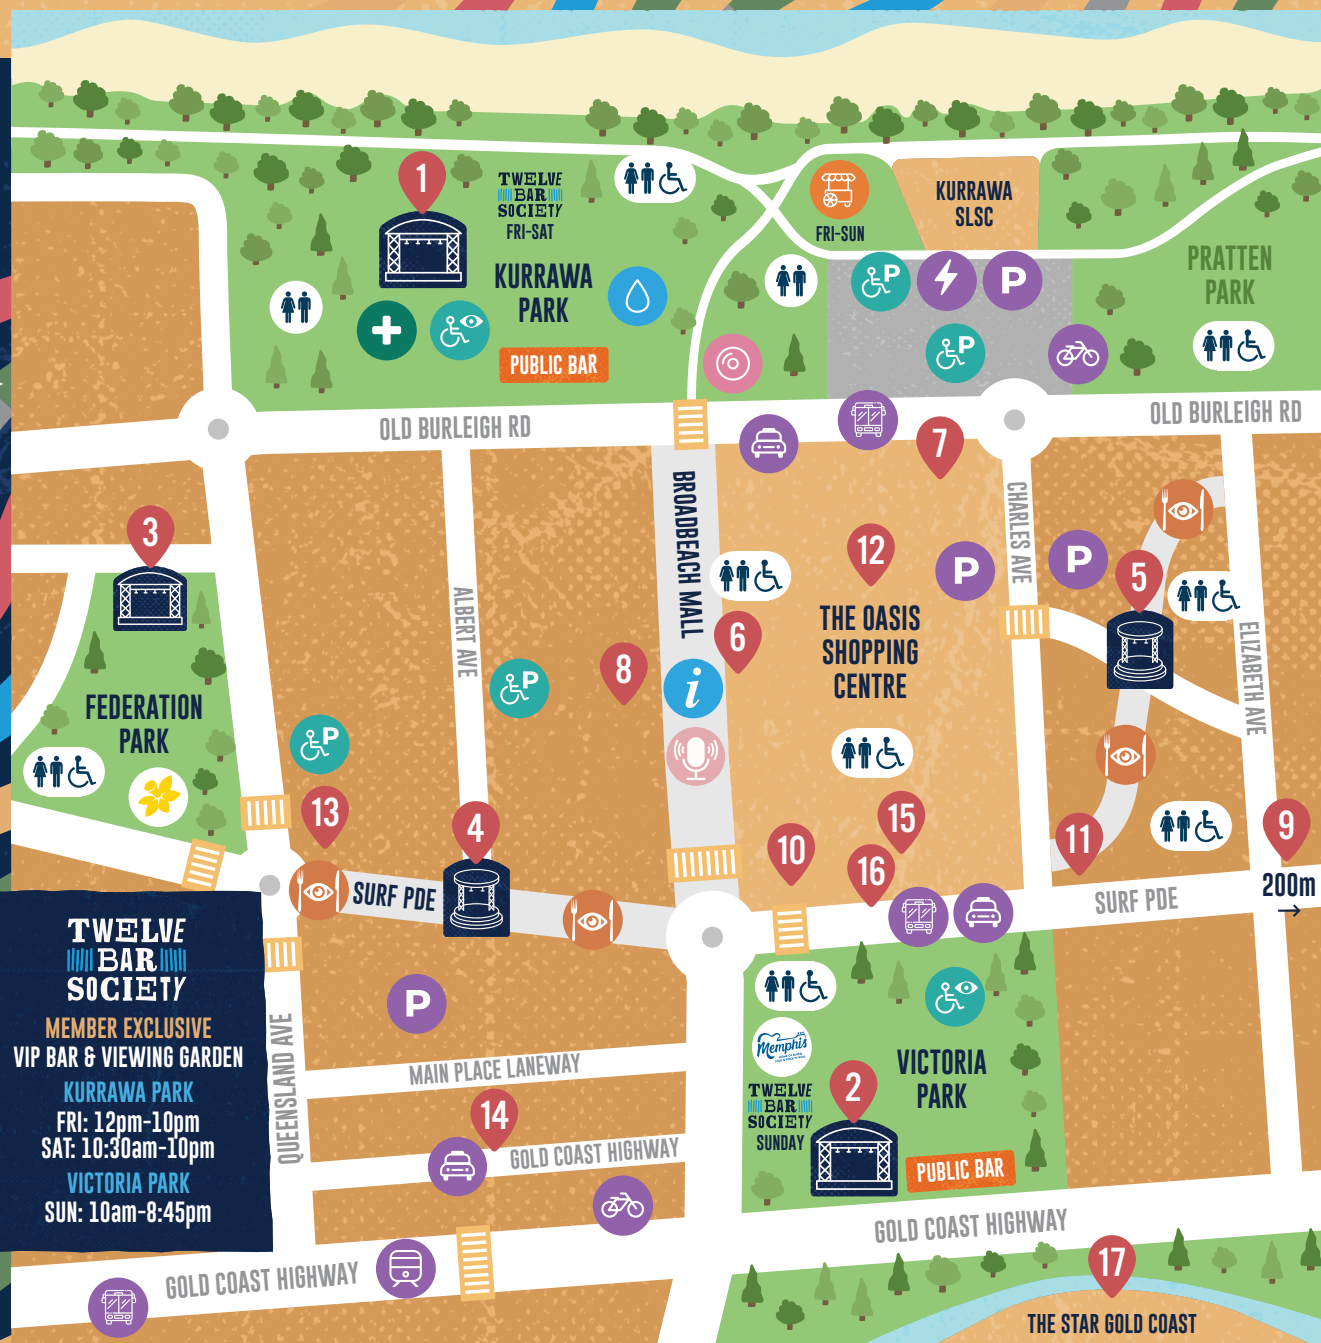 1
TWELVE
BAR
SOCIETY
FRI-SAT
KURRAWA
PARK
PUBLIC BAR
FRI-SUN
KURRAWA
SLSC
P
P
P
PRATTEN
PARK
OLD BURLEIGH RD
OLD BURLEIGH RD
7
3
BROADBEACH MALL
CHARLES AVE
12
P
P
5
ALBERT AVE
THE OASIS
SHOPPING
CENTRE
6
8
i
P
ELIZABETH AVE
FEDERATION
PARK
P
13
4
10
15
16
11
9
200m
SURF PDE
SURF PDE
TWELVE
BAR
SOCIETY
MEMBER EXCLUSIVE
VIP BAR & VIEWING GARDEN
KURRAWA PARK
FRI: 12pm-10pm
SAT: 10:30am-10pm
VICTORIA PARK
SUN: 10am-8:45pm
P
QUEENSLAND AVE
MAIN PLACE LANEWAY
14
GOLD COAST HIGHWAY
Memphis
TWELVE
BAR
SOCIETY
SUNDAY
2
VICTORIA
PARK
PUBLIC BAR
GOLD COAST HIGHWAY
GOLD COAST HIGHWAY
17
THE STAR GOLD COAST